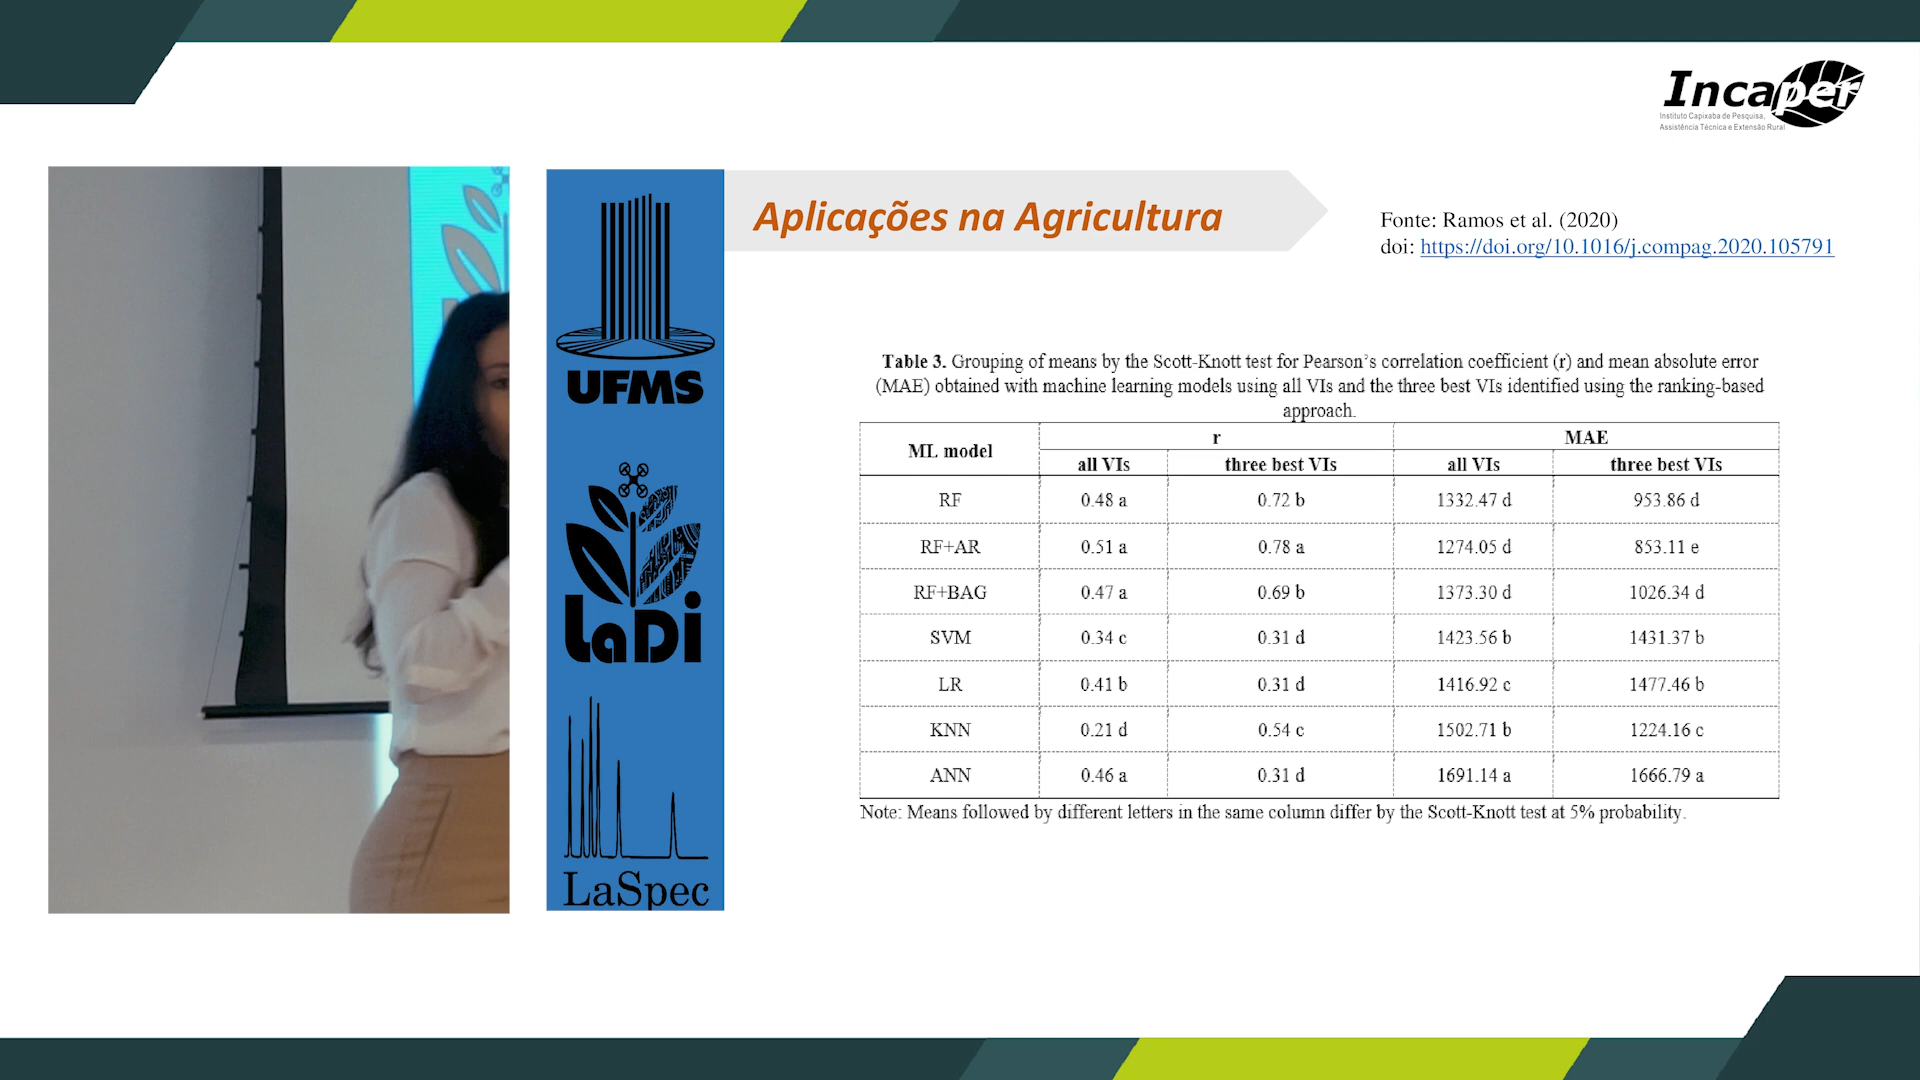 Incaper
Instituto Capixaba de Pesquisa,
Assistência Técnica e Extensão Rural
UFMS
LaDi
LaSpec
Aplicações na Agricultura
Fonte: Ramos et al. (2020)
doi: https://doi.org/10.1016/j.compag.2020.105791
Table 3. Grouping of means by the Scott-Knott test for Pearson's correlation coefficient (r) and mean absolute error
(MAE) obtained with machine learning models using all VIs and the three best VIs identified using the ranking-based
approach.
ML model r MAE
all VIs three best VIs all VIs three best VIs
RF 0.48 a 0.72 b 1332.47 d 953.86 d
RF+AR 0.51 a 0.78 a 1274.05 d 853.11 e
RF+BAG 0.47 a 0.69 b 1373.30 d 1026.34 d
SVM 0.34 c 0.31 d 1423.56 b 1431.37 b
LR 0.41 b 0.31 d 1416.92 c 1477.46 b
KNN 0.21 d 0.54 c 1502.71 b 1224.16 c
ANN 0.46 a 0.31 d 1691.14 a 1666.79 a
Note: Means followed by different letters in the same column differ by the Scott-Knott test at 5% probability.